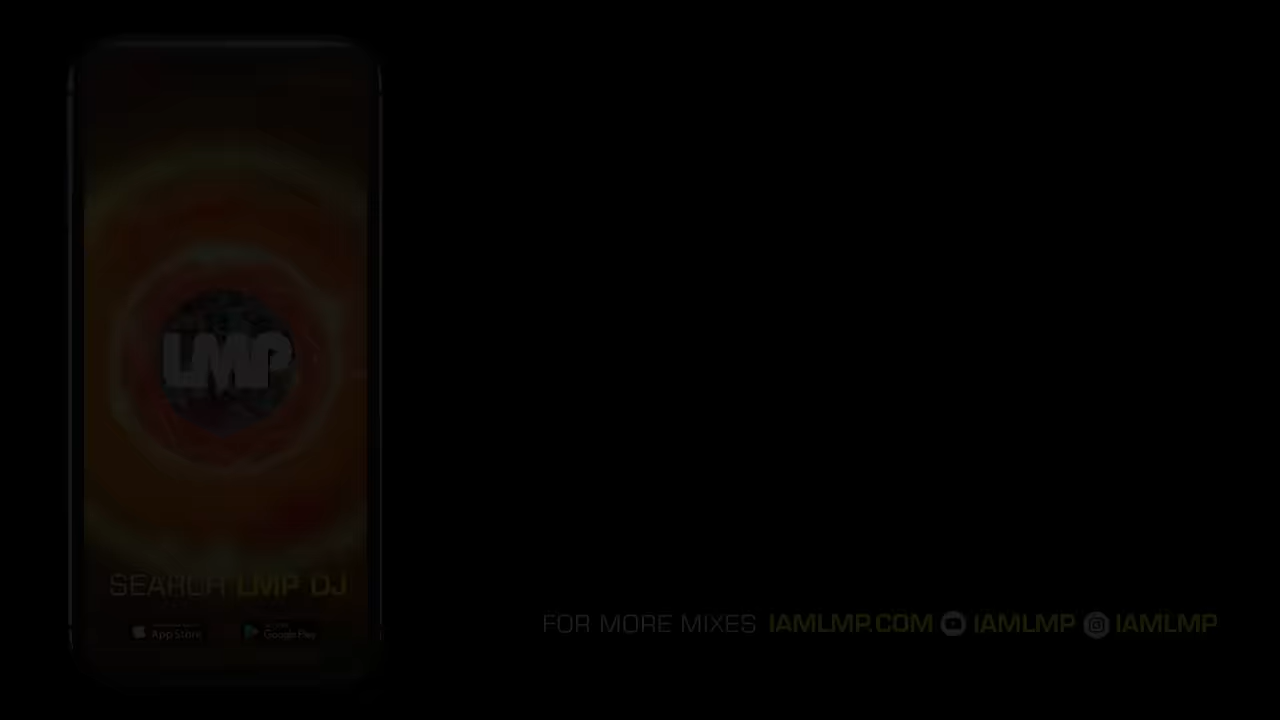 LMP
SEARCH LMP DJ
App Store
Google Play
FOR MORE MIXES IAMLMP.COM IAMLMP IAMLMP